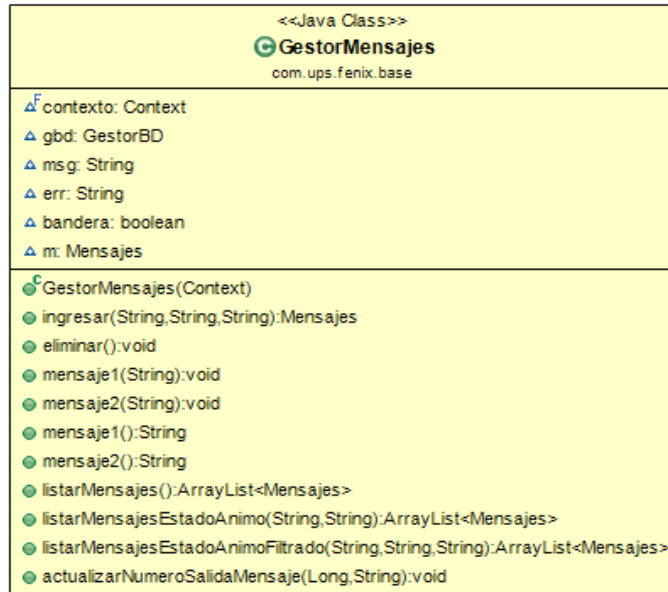 <<Java Class>>
GestorMensajes
com.ups.fenix.base
F contexto: Context
gbd: GestorBD
msg: String
err: String
bandera: boolean
m: Mensajes
C GestorMensajes(Context)
ingresar(String,String,String):Mensajes
eliminar():void
mensaje1(String):void
mensaje2(String):void
mensaje1():String
mensaje2():String
listarMensajes():ArrayList<Mensajes>
listarMensajesEstadoAnimo(String,String):ArrayList<Mensajes>
listarMensajesEstadoAnimoFiltrado(String,String,String):ArrayList<Mensajes>
actualizarNumeroSalidaMensaje(Long,String):void